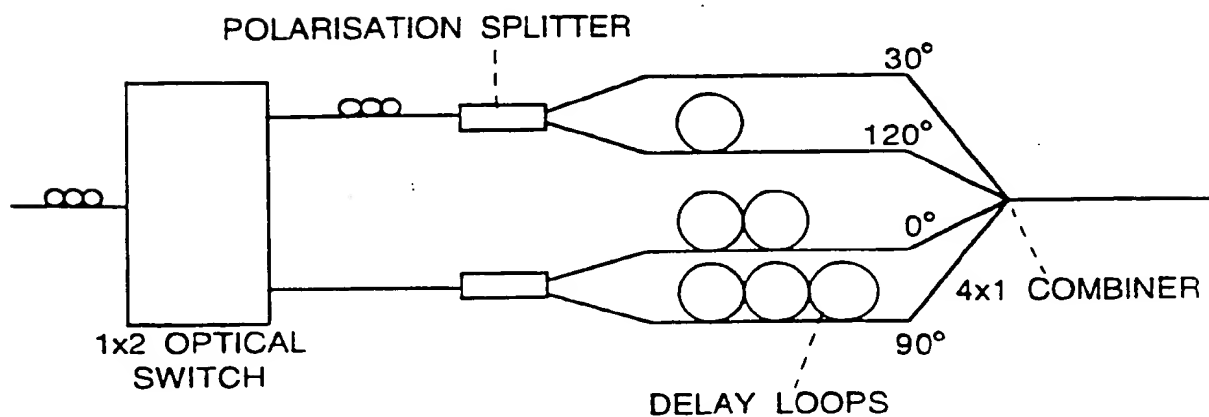 POLARISATION SPLITTER
30°
120°
0°
4x1 COMBINER
90°
1x2 OPTICAL
SWITCH
DELAY LOOPS